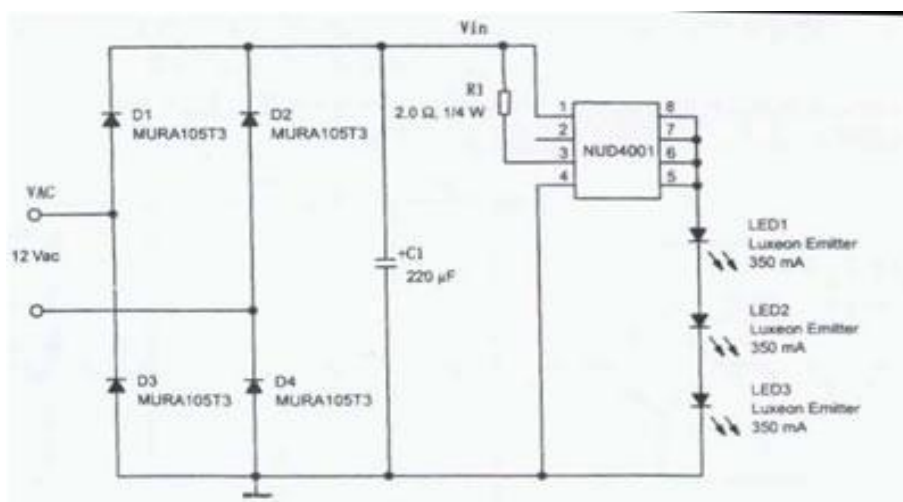 Vin
D1
MURA105T3
D2
MURA105T3
R1
2.0 Ω, 1/4 W
1
2
3
4
NUD4001
8
7
6
5
VAC
12 Vac
+C1
220 µF
LED1
Luxeon Emitter
350 mA
LED2
Luxeon Emitter
350 mA
D3
MURA105T3
D4
MURA105T3
LED3
Luxeon Emitter
350 mA